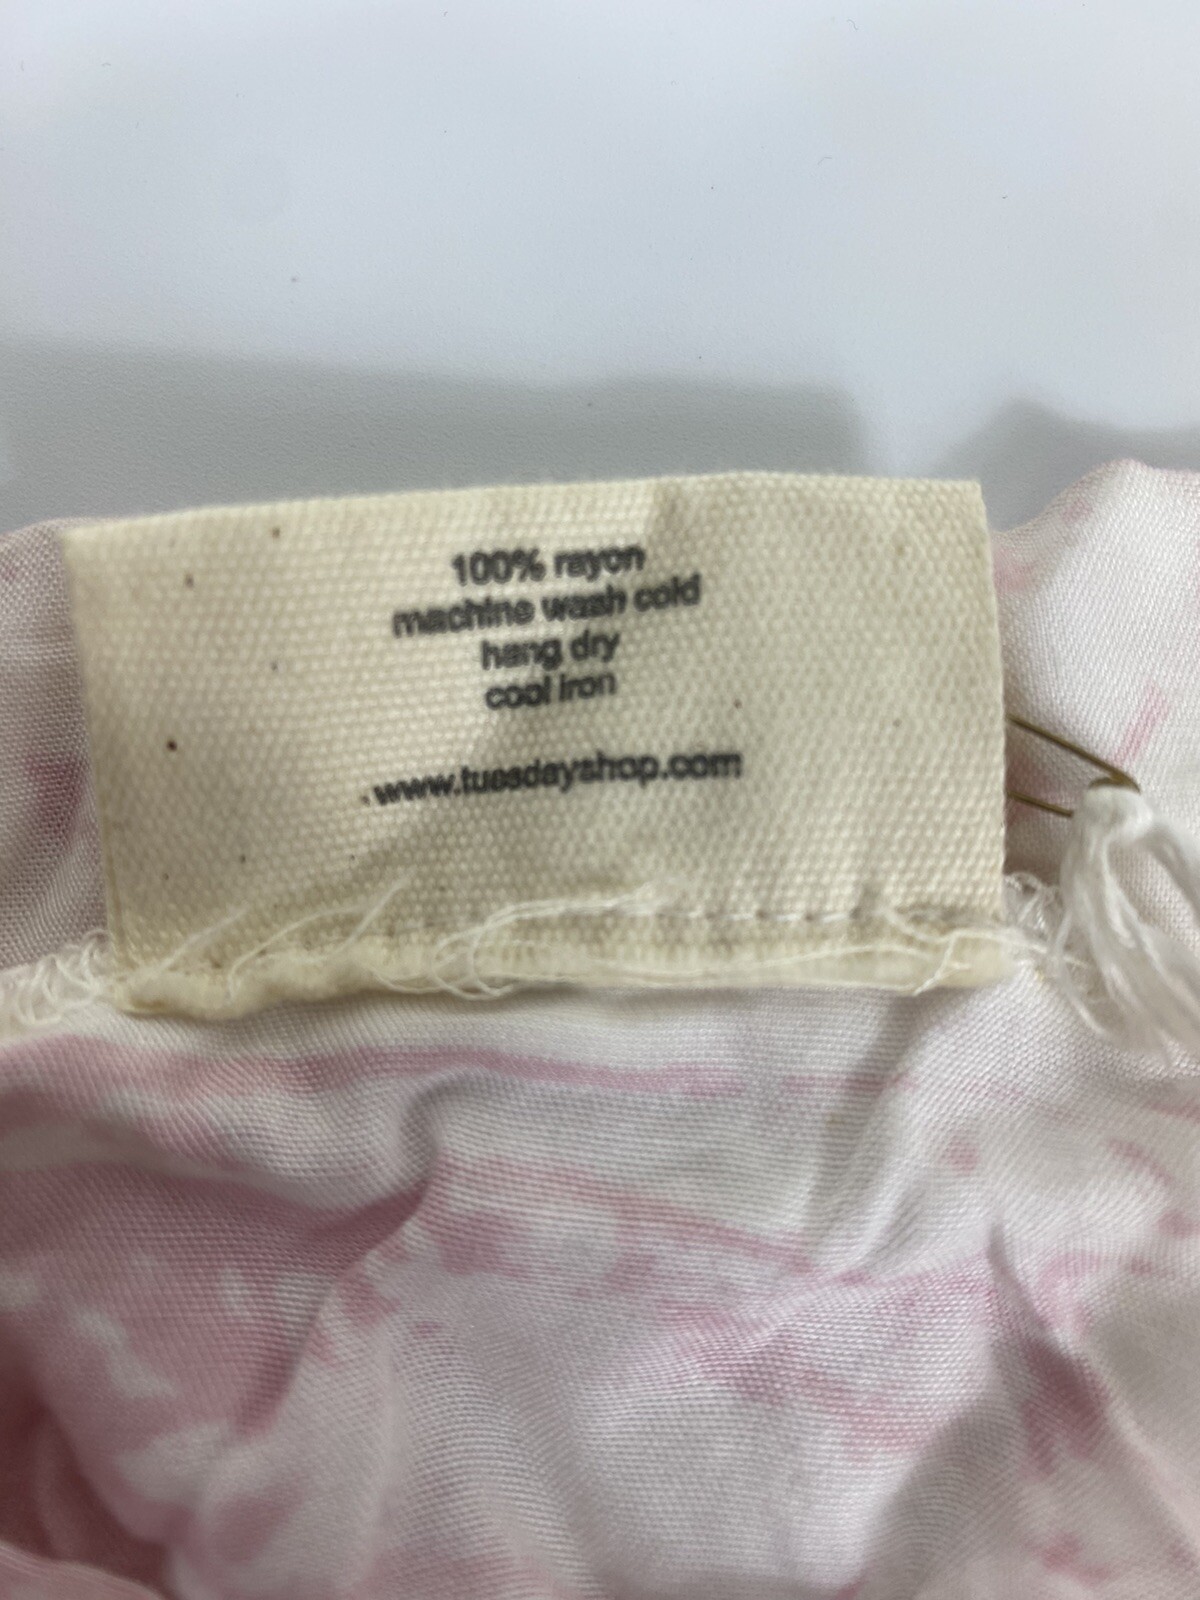 100% rayon
machine wash cold
hang dry
cool iron
www.tuesdayshop.com